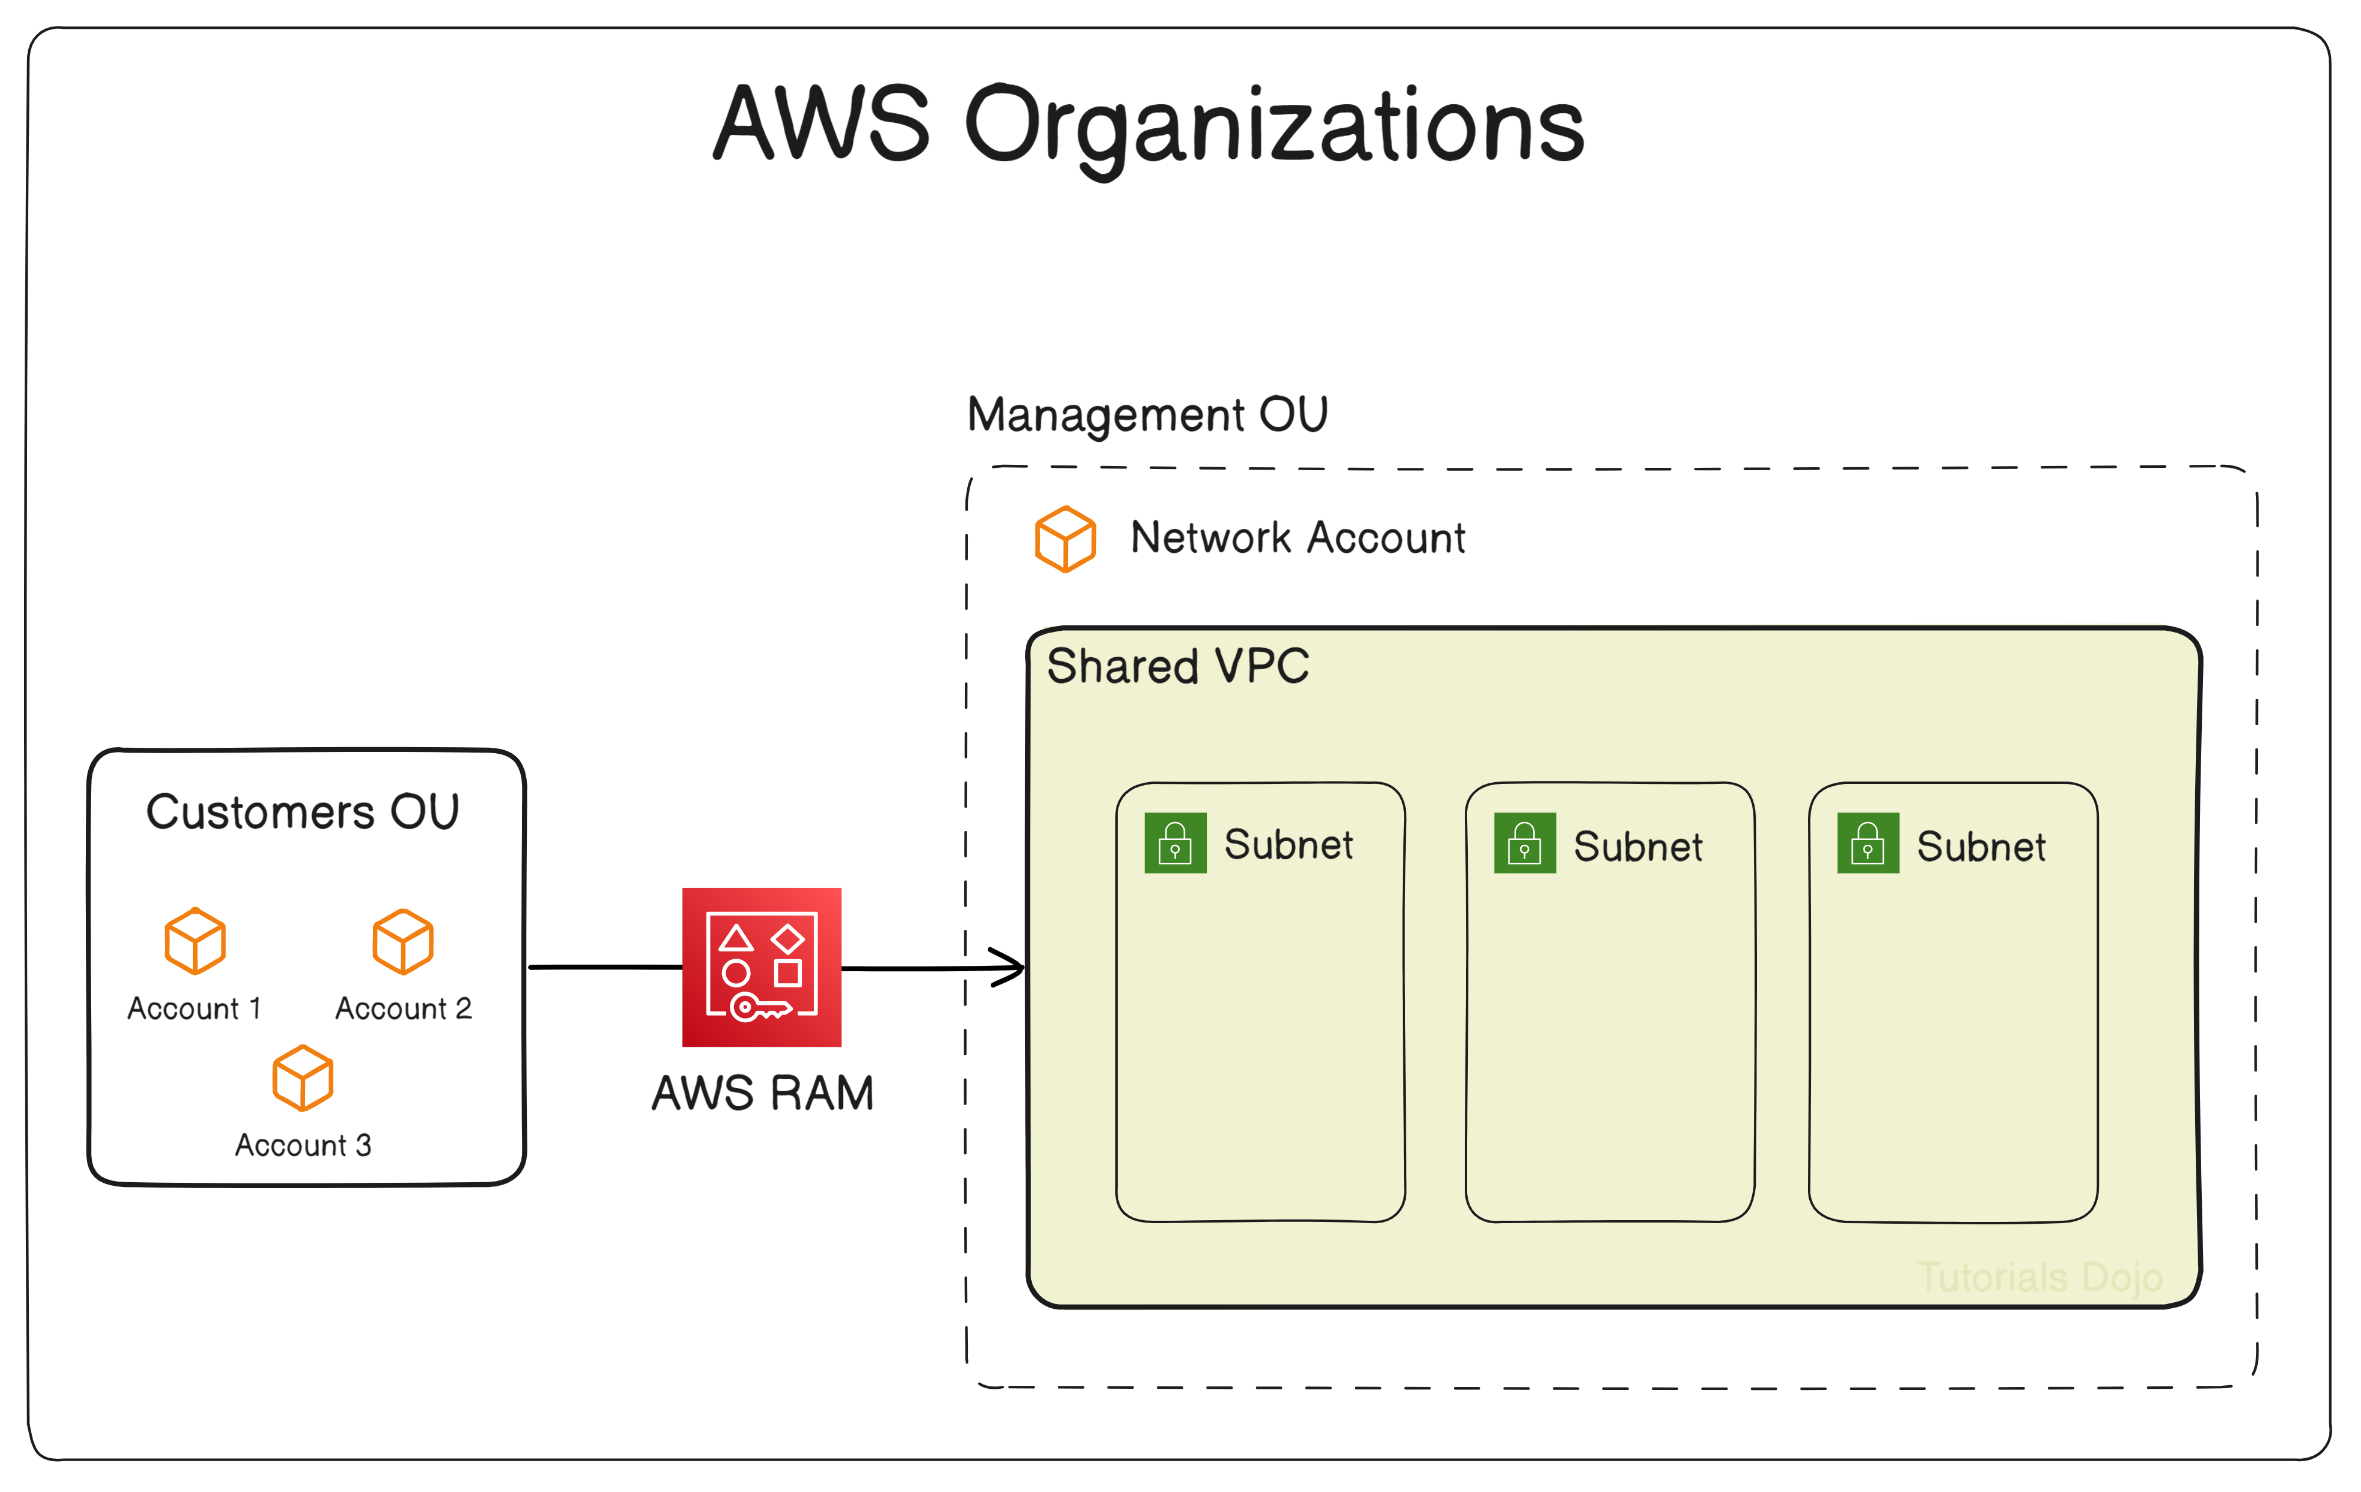 AWS Organizations
Management OU
Network Account
Shared VPC
Subnet
Subnet
Subnet
Customers OU
Account 1
Account 2
Account 3
AWS RAM
Tutorials Dojo